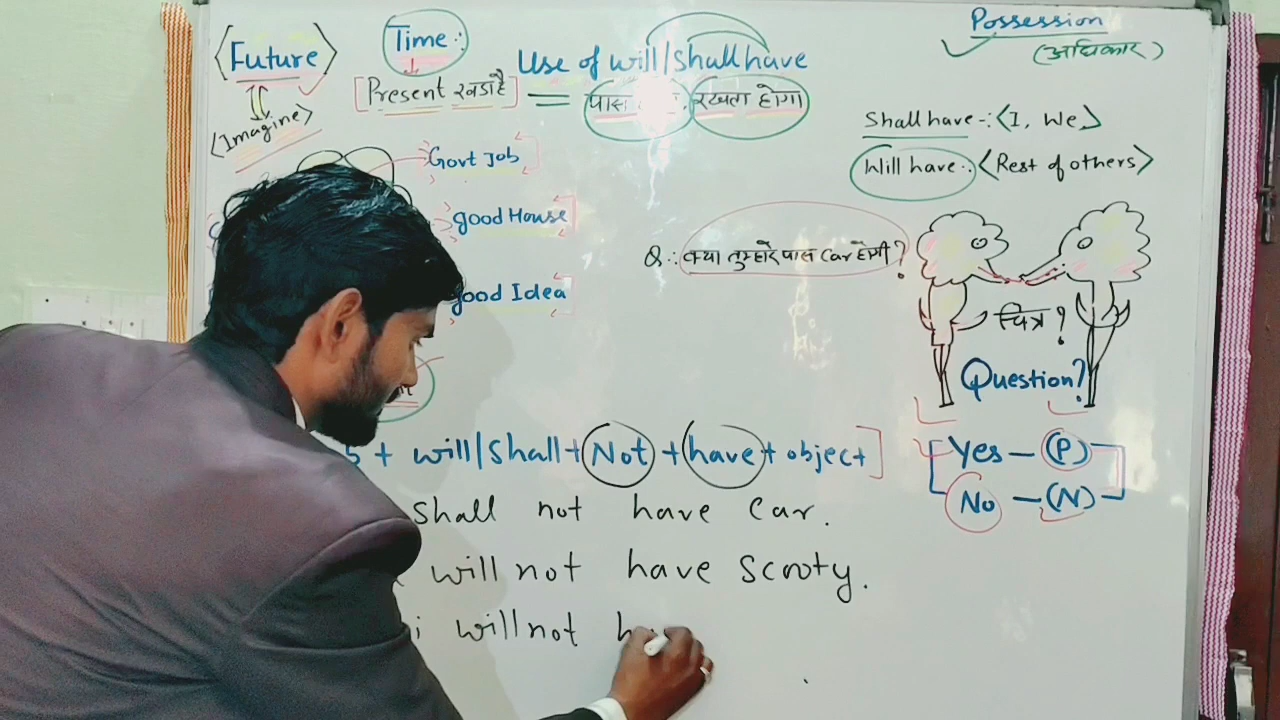 <Future>
Time:
Use of will/shall have
Possession
(अधिकार)
[Present खडा है] = पास रखता होगा
<Imagine>
Shall have -: <I, We>
Will have :. <Rest of others>
Govt Job
good House
good Idea
Q :. क्या तुम्हारे पास Car होगी ?
चित्र ?
Question?
+ will/Shall + Not + have + object]
Yes — (P)
No — (N)
shall not have Car.
will not have Scooty.
i will not